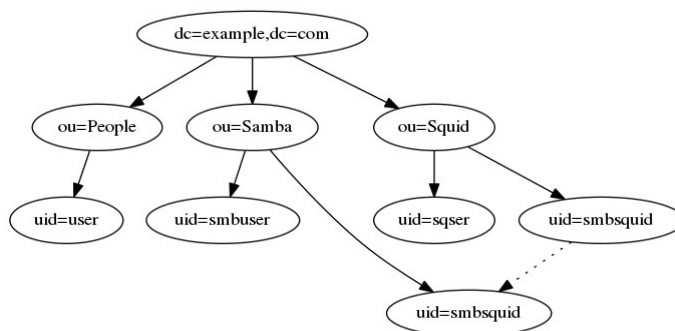 dc=example,dc=com
ou=People
ou=Samba
ou=Squid
uid=user
uid=smbuser
uid=sqser
uid=smbsquid
uid=smbsquid